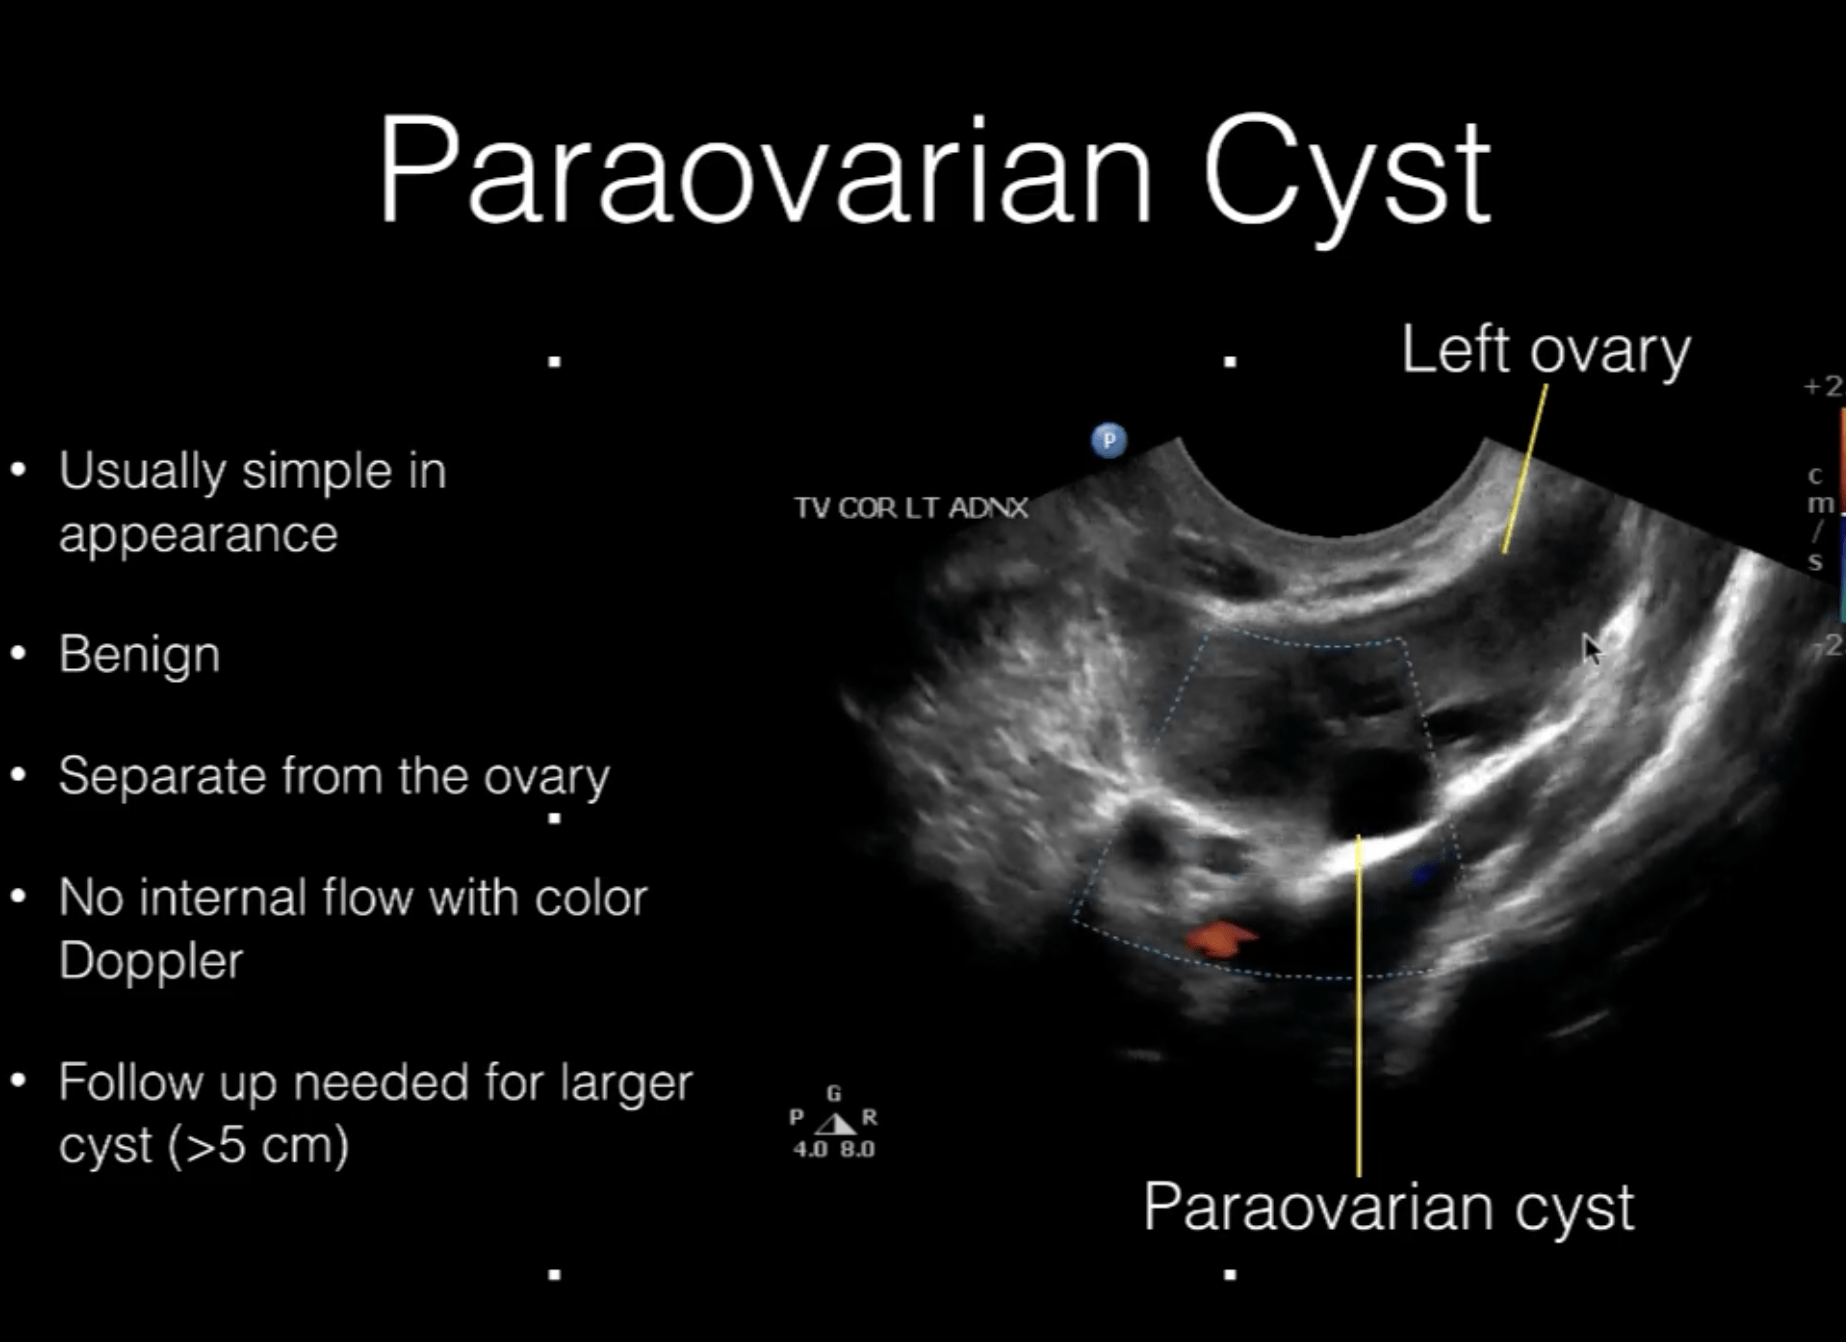 Paraovarian Cyst
• Usually simple in
appearance
• Benign
• Separate from the ovary
• No internal flow with color
Doppler
• Follow up needed for larger
cyst (>5 cm)
Left ovary
P
TV COR LT ADNX
+2
c
m
/
s
-2
G
P R
4.0 8.0
Paraovarian cyst